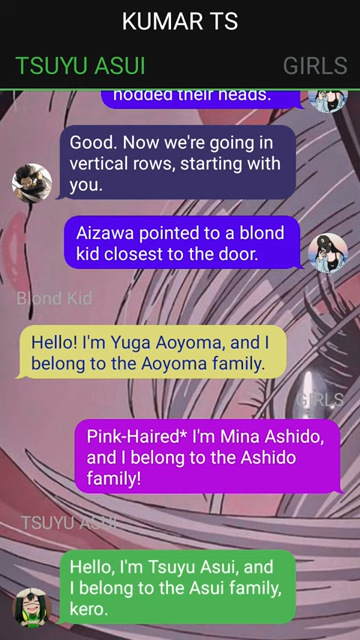 KUMAR TS
TSUYU ASUI
GIRLS
nodded their heads.
Good. Now we're going in
vertical rows, starting with
you.
Aizawa pointed to a blond
kid closest to the door.
Blond Kid
Hello! I'm Yuga Aoyoma, and I
belong to the Aoyoma family.
GIRLS
Pink-Haired* I'm Mina Ashido,
and I belong to the Ashido
family!
TSUYU ASUI
Hello, I'm Tsuyu Asui, and
I belong to the Asui family,
kero.